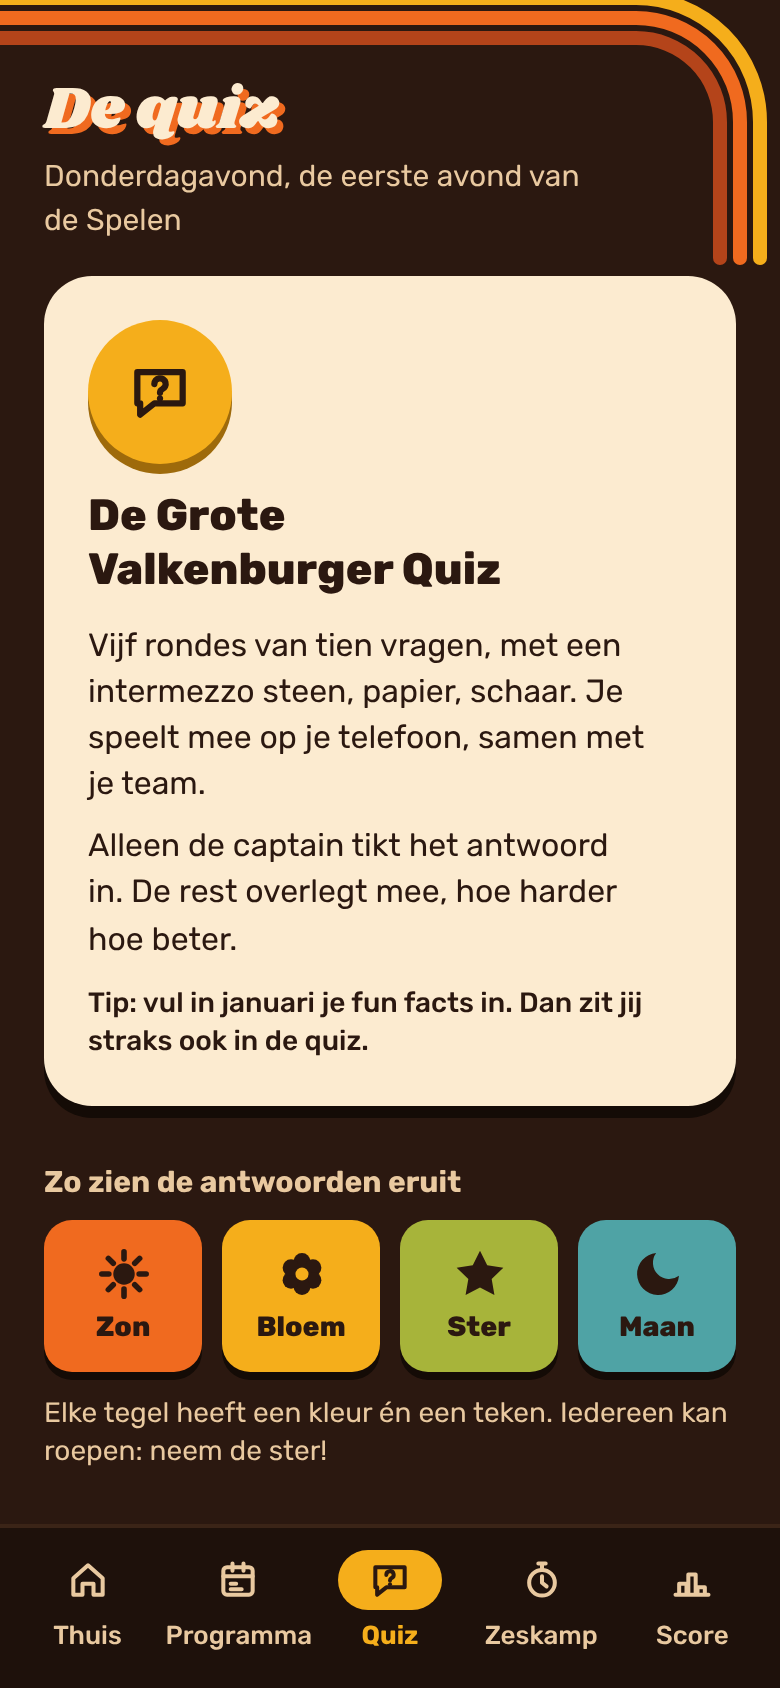 De quiz
Donderdagavond, de eerste avond van
de Spelen
De Grote
Valkenburger Quiz
Vijf rondes van tien vragen, met een
intermezzo steen, papier, schaar. Je
speelt mee op je telefoon, samen met
je team.
Alleen de captain tikt het antwoord
in. De rest overlegt mee, hoe harder
hoe beter.
Tip: vul in januari je fun facts in. Dan zit jij
straks ook in de quiz.
Zo zien de antwoorden eruit
Zon Bloem Ster Maan
Elke tegel heeft een kleur én een teken. Iedereen kan
roepen: neem de ster!
Thuis Programma Quiz Zeskamp Score